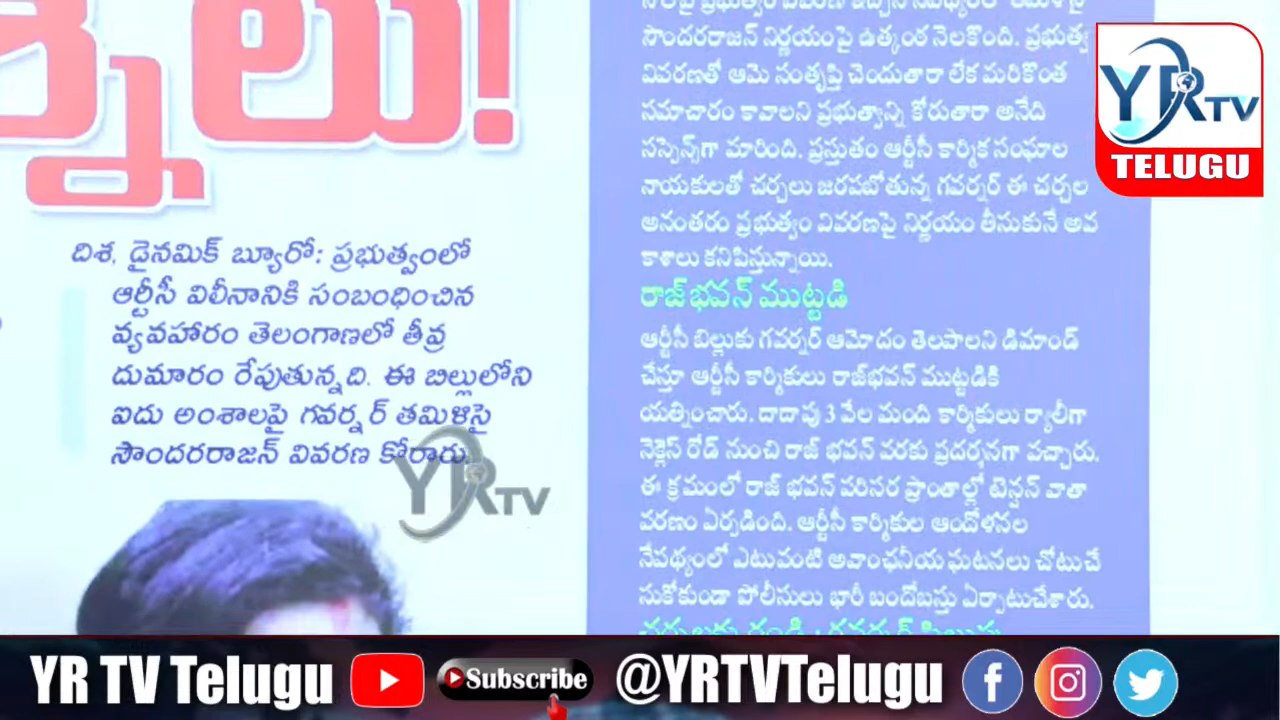 శ్నలు!
దిశ, డైనమిక్ బ్యూరో: ప్రభుత్వంలో
ఆర్టీసీ విలీనానికి సంబంధించిన
వ్యవహారం తెలంగాణలో తీవ్ర
దుమారం రేపుతున్నది. ఈ బిల్లులోని
ఐదు అంశాలపై గవర్నర్ తమిళిసై
సౌందరరాజన్ వివరణ కోరారు.
YRTV
సౌందరరాజన్ నిర్ణయంపై ఉత్కంఠ నెలకొంది. ప్రభుత్వ
వివరణతో ఆమె సంతృప్తి చెందుతారా లేక మరికొంత
సమాచారం కావాలని ప్రభుత్వాన్ని కోరుతారా అనేది
సస్పెన్స్‌గా మారింది. ప్రస్తుతం ఆర్టీసీ కార్మిక సంఘాల
నాయకులతో చర్చలు జరపబోతున్న గవర్నర్ ఈ చర్చల
అనంతరం ప్రభుత్వం వివరణపై నిర్ణయం తీసుకునే అవ
కాశాలు కనిపిస్తున్నాయి.
రాజ్‌భవన్ ముట్టడి
ఆర్టీసీ బిల్లుకు గవర్నర్ ఆమోదం తెలపాలని డిమాండ్
చేస్తూ ఆర్టీసీ కార్మికులు రాజ్‌భవన్ ముట్టడికి
యత్నించారు. దాదాపు 3 వేల మంది కార్మికులు ర్యాలీగా
నెక్లెస్ రోడ్ నుంచి రాజ్ భవన్ వరకు ప్రదర్శనగా వచ్చారు.
ఈ క్రమంలో రాజ్ భవన్ పరిసర ప్రాంతాల్లో టెన్షన్ వాతా
వరణం ఏర్పడింది. ఆర్టీసీ కార్మికుల ఆందోళనల
నేపథ్యంలో ఎటువంటి అవాంఛనీయ ఘటనలు చోటుచే
సుకోకుండా పోలీసులు భారీ బందోబస్తు ఏర్పాటుచేశారు.
YRTV
TELUGU
YR TV Telugu
Subscribe
@YRTVTelugu